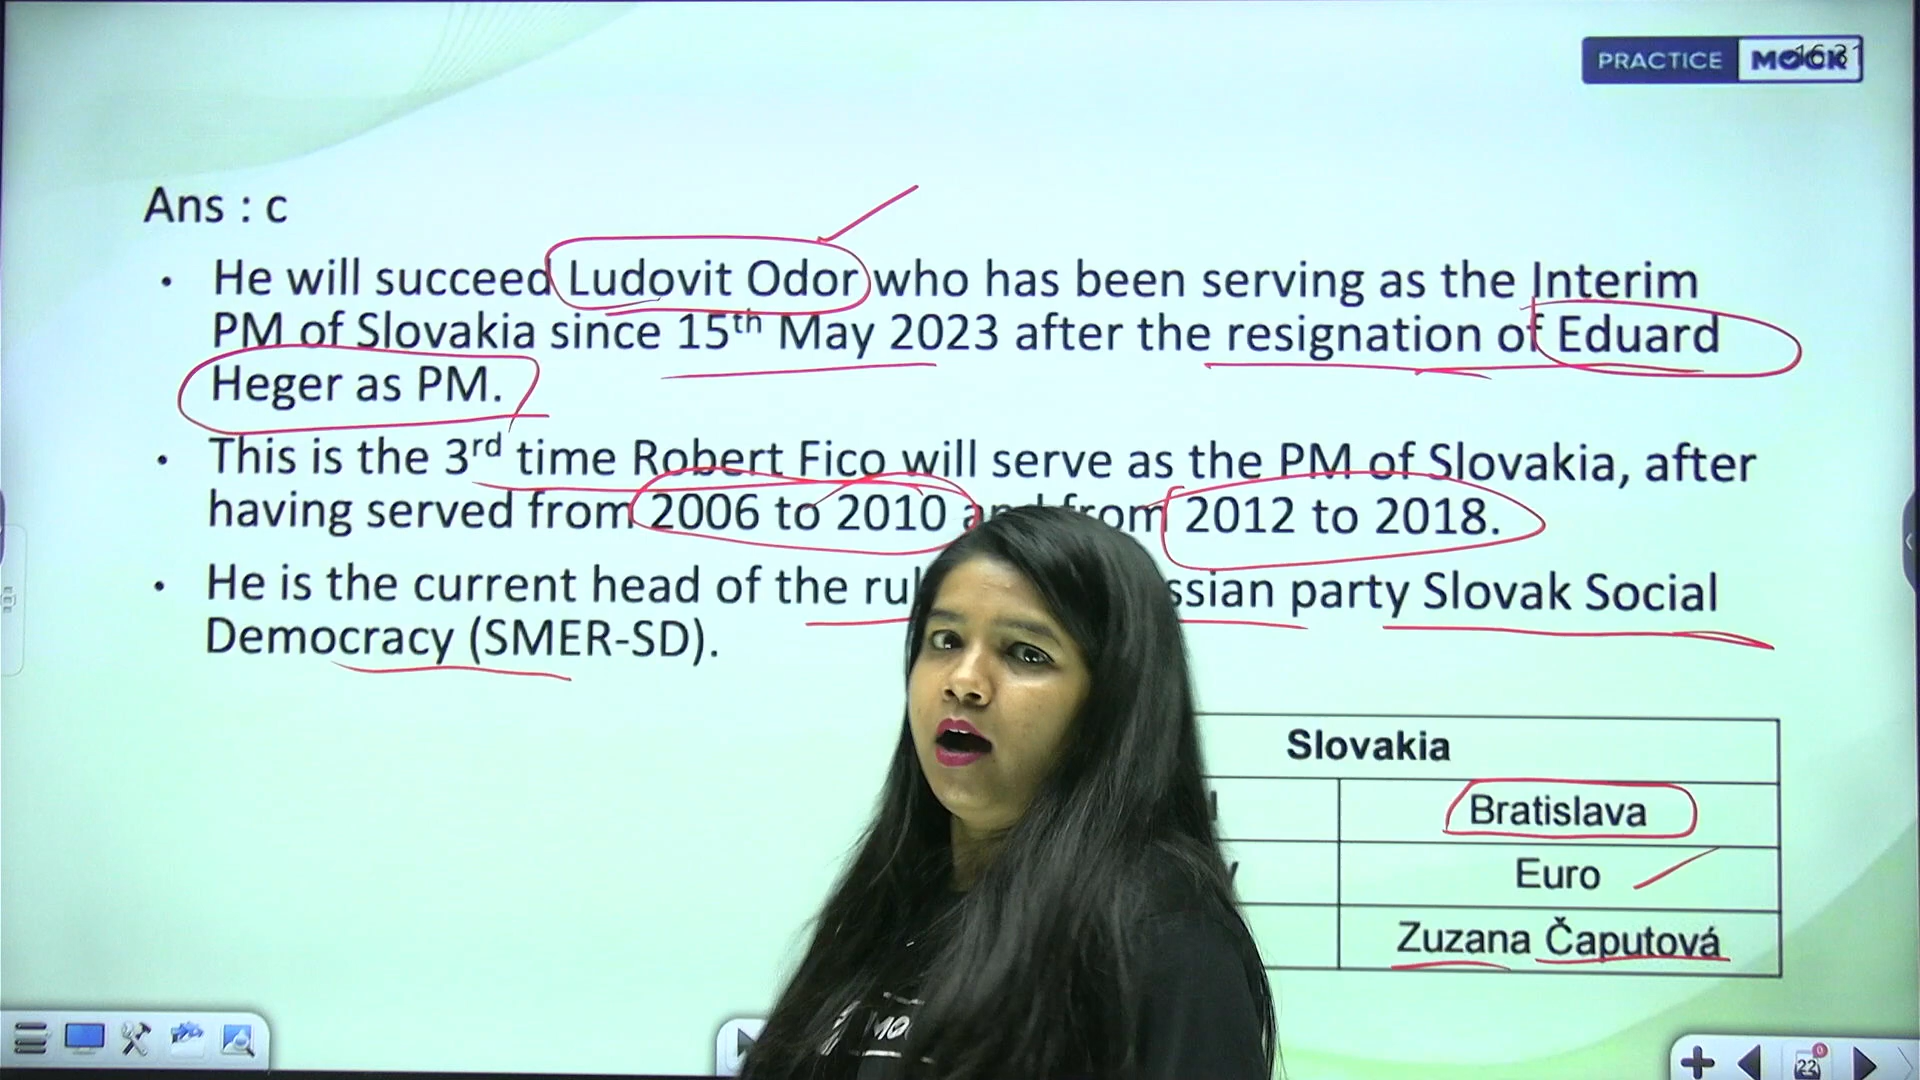 PRACTICE MOCK
Ans : c
• He will succeed Ludovit Odor who has been serving as the Interim
PM of Slovakia since 15th May 2023 after the resignation of Eduard
Heger as PM.
• This is the 3rd time Robert Fico will serve as the PM of Slovakia, after
having served from 2006 to 2010 and from 2012 to 2018.
• He is the current head of the party Slovak Social
Democracy (SMER-SD).
Slovakia
Bratislava
Euro
Zuzana Čaputová
22